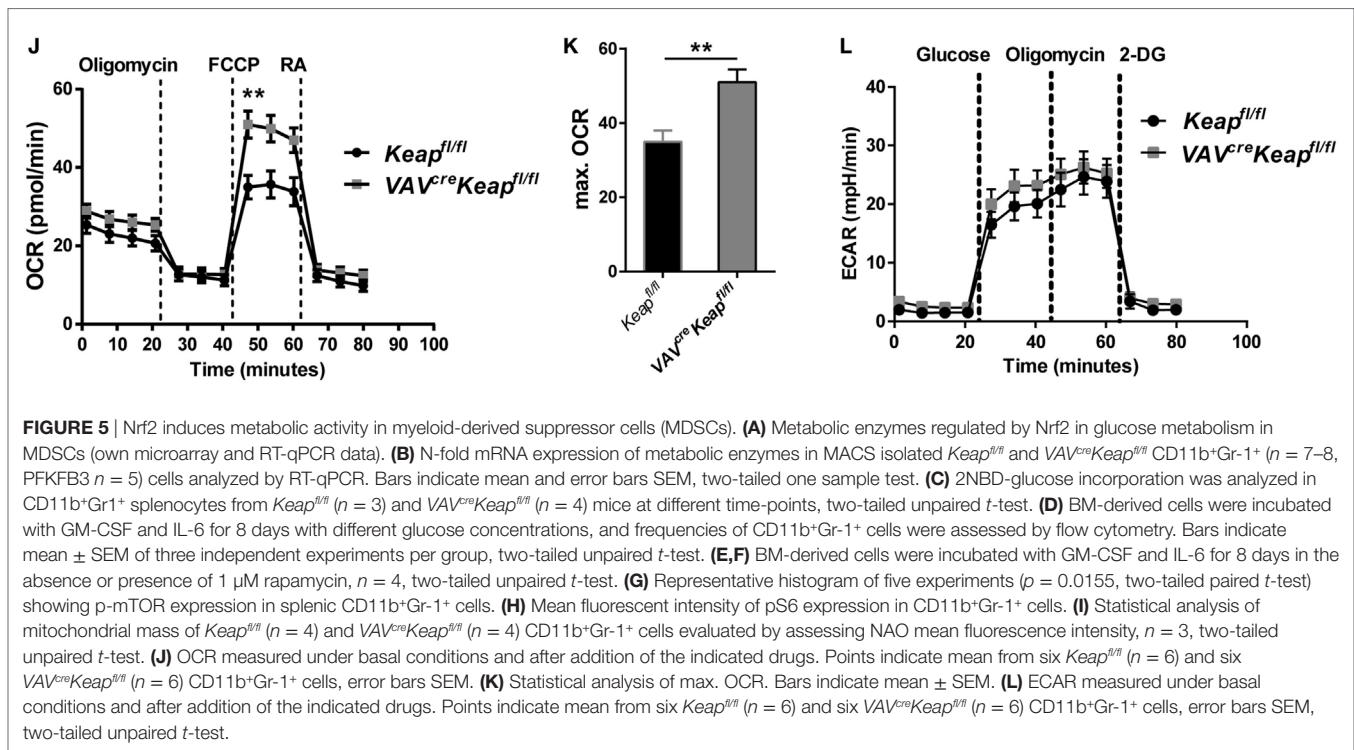 J
Oligomycin FCCP RA
**
60
40
20
0
OCR (pmol/min)
0 10 20 30 40 50 60 70 80 90 100
Time (minutes)
Keap^fl/fl
VAV^creKeap^fl/fl
K
**
60
40
20
0
max. OCR
Keap^fl/fl
VAV^cre Keap^fl/fl
L
Glucose Oligomycin 2-DG
40
30
20
10
0
ECAR (mpH/min)
0 20 40 60 80 100
Time (minutes)
Keap^fl/fl
VAV^creKeap^fl/fl
FIGURE 5 | Nrf2 induces metabolic activity in myeloid-derived suppressor cells (MDSCs). (A) Metabolic enzymes regulated by Nrf2 in glucose metabolism in
MDSCs (own microarray and RT-qPCR data). (B) N-fold mRNA expression of metabolic enzymes in MACS isolated Keap^fl/fl and VAV^creKeap^fl/fl CD11b⁺Gr-1⁺ (n = 7–8,
PFKFB3 n = 5) cells analyzed by RT-qPCR. Bars indicate mean and error bars SEM, two-tailed one sample test. (C) 2NBD-glucose incorporation was analyzed in
CD11b⁺Gr1⁺ splenocytes from Keap^fl/fl (n = 3) and VAV^creKeap^fl/fl (n = 4) mice at different time-points, two-tailed unpaired t-test. (D) BM-derived cells were incubated
with GM-CSF and IL-6 for 8 days with different glucose concentrations, and frequencies of CD11b⁺Gr-1⁺ cells were assessed by flow cytometry. Bars indicate
mean ± SEM of three independent experiments per group, two-tailed unpaired t-test. (E,F) BM-derived cells were incubated with GM-CSF and IL-6 for 8 days in the
absence or presence of 1 µM rapamycin, n = 4, two-tailed unpaired t-test. (G) Representative histogram of five experiments (p = 0.0155, two-tailed paired t-test)
showing p-mTOR expression in splenic CD11b⁺Gr-1⁺ cells. (H) Mean fluorescent intensity of pS6 expression in CD11b⁺Gr-1⁺ cells. (I) Statistical analysis of
mitochondrial mass of Keap^fl/fl (n = 4) and VAV^creKeap^fl/fl (n = 4) CD11b⁺Gr-1⁺ cells evaluated by assessing NAO mean fluorescence intensity, n = 3, two-tailed
unpaired t-test. (J) OCR measured under basal conditions and after addition of the indicated drugs. Points indicate mean from six Keap^fl/fl (n = 6) and six
VAV^creKeap^fl/fl (n = 6) CD11b⁺Gr-1⁺ cells, error bars SEM. (K) Statistical analysis of max. OCR. Bars indicate mean ± SEM. (L) ECAR measured under basal
conditions and after addition of the indicated drugs. Points indicate mean from six Keap^fl/fl (n = 6) and six VAV^creKeap^fl/fl (n = 6) CD11b⁺Gr-1⁺ cells, error bars SEM,
two-tailed unpaired t-test.